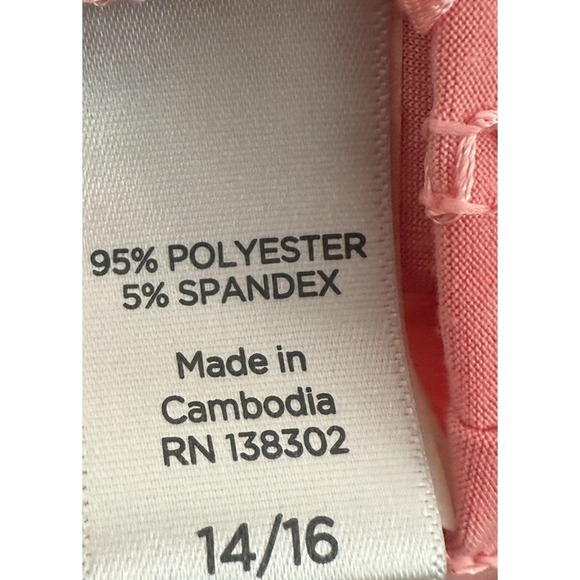 95% POLYESTER
5% SPANDEX
Made in
Cambodia
RN 138302
14/16